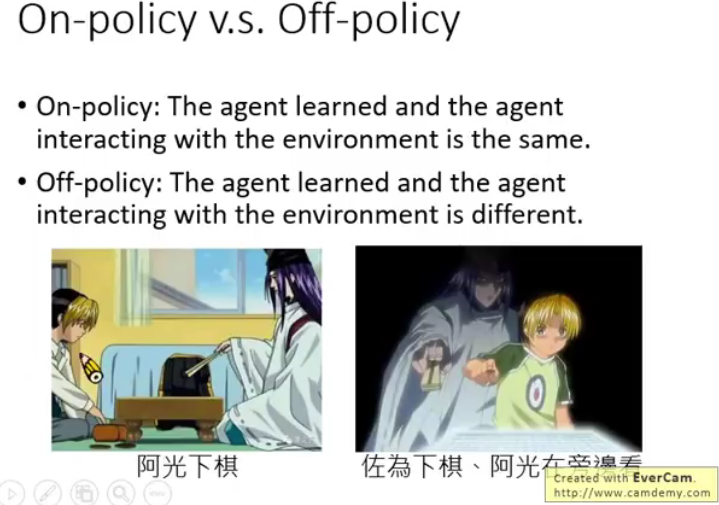 On-policy v.s. Off-policy
• On-policy: The agent learned and the agent
interacting with the environment is the same.
• Off-policy: The agent learned and the agent
interacting with the environment is different.
阿光下棋
佐為下棋、阿光在旁邊看
Created with EverCam.
http://www.camdemy.com